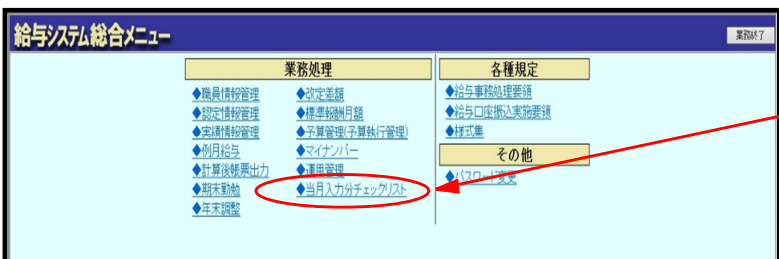 給与システム総合メニュー
業務終了
業務処理
◆職員情報管理
◆認定情報管理
◆実績情報管理
◆例月給与
◆計算後帳票出力
◆期末勤勉
◆年末調整
◆改定差額
◆標準報酬月額
◆予算管理(予算執行管理)
◆マイナンバー
◆運用管理
◆当月入力分チェックリスト
各種規定
◆給与事務処理要領
◆給与口座振込実施要領
◆様式集
その他
◆パスワード変更